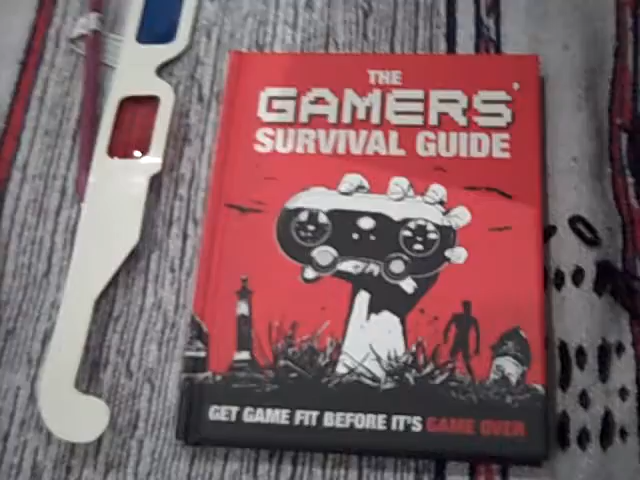 THE
GAMERS'
SURVIVAL GUIDE
GET GAME FIT BEFORE IT'S GAME OVER